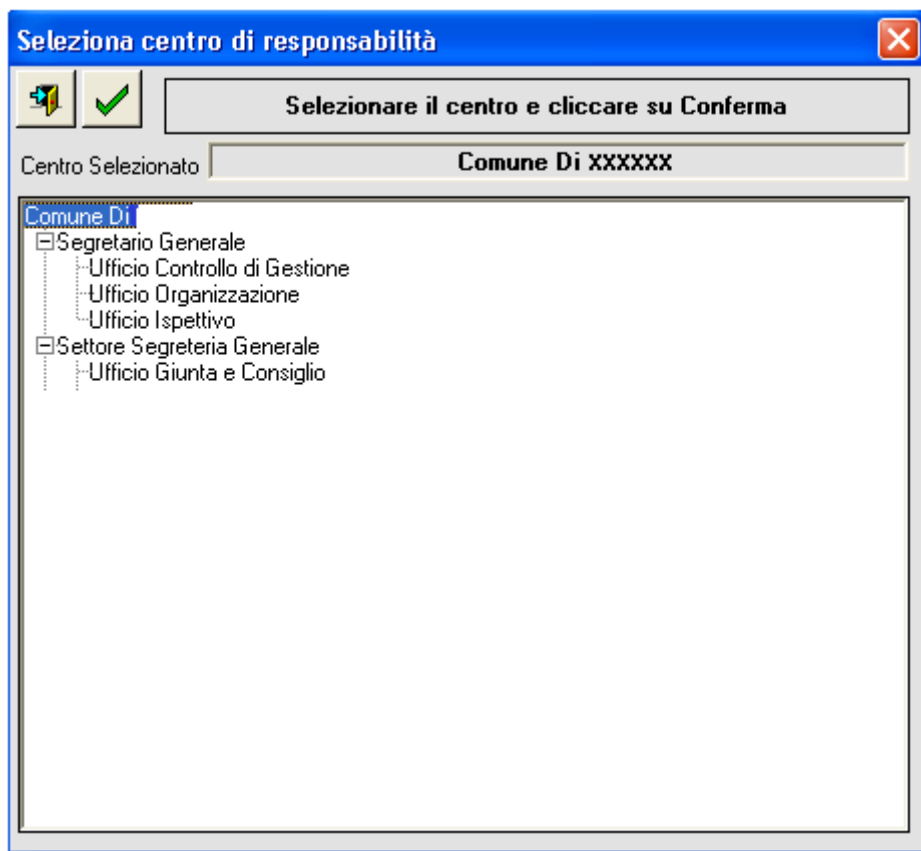 Seleziona centro di responsabilità
Selezionare il centro e cliccare su Conferma
Centro Selezionato Comune Di XXXXXX
Comune Di
Segretario Generale
Ufficio Controllo di Gestione
Ufficio Organizzazione
Ufficio Ispettivo
Settore Segreteria Generale
Ufficio Giunta e Consiglio